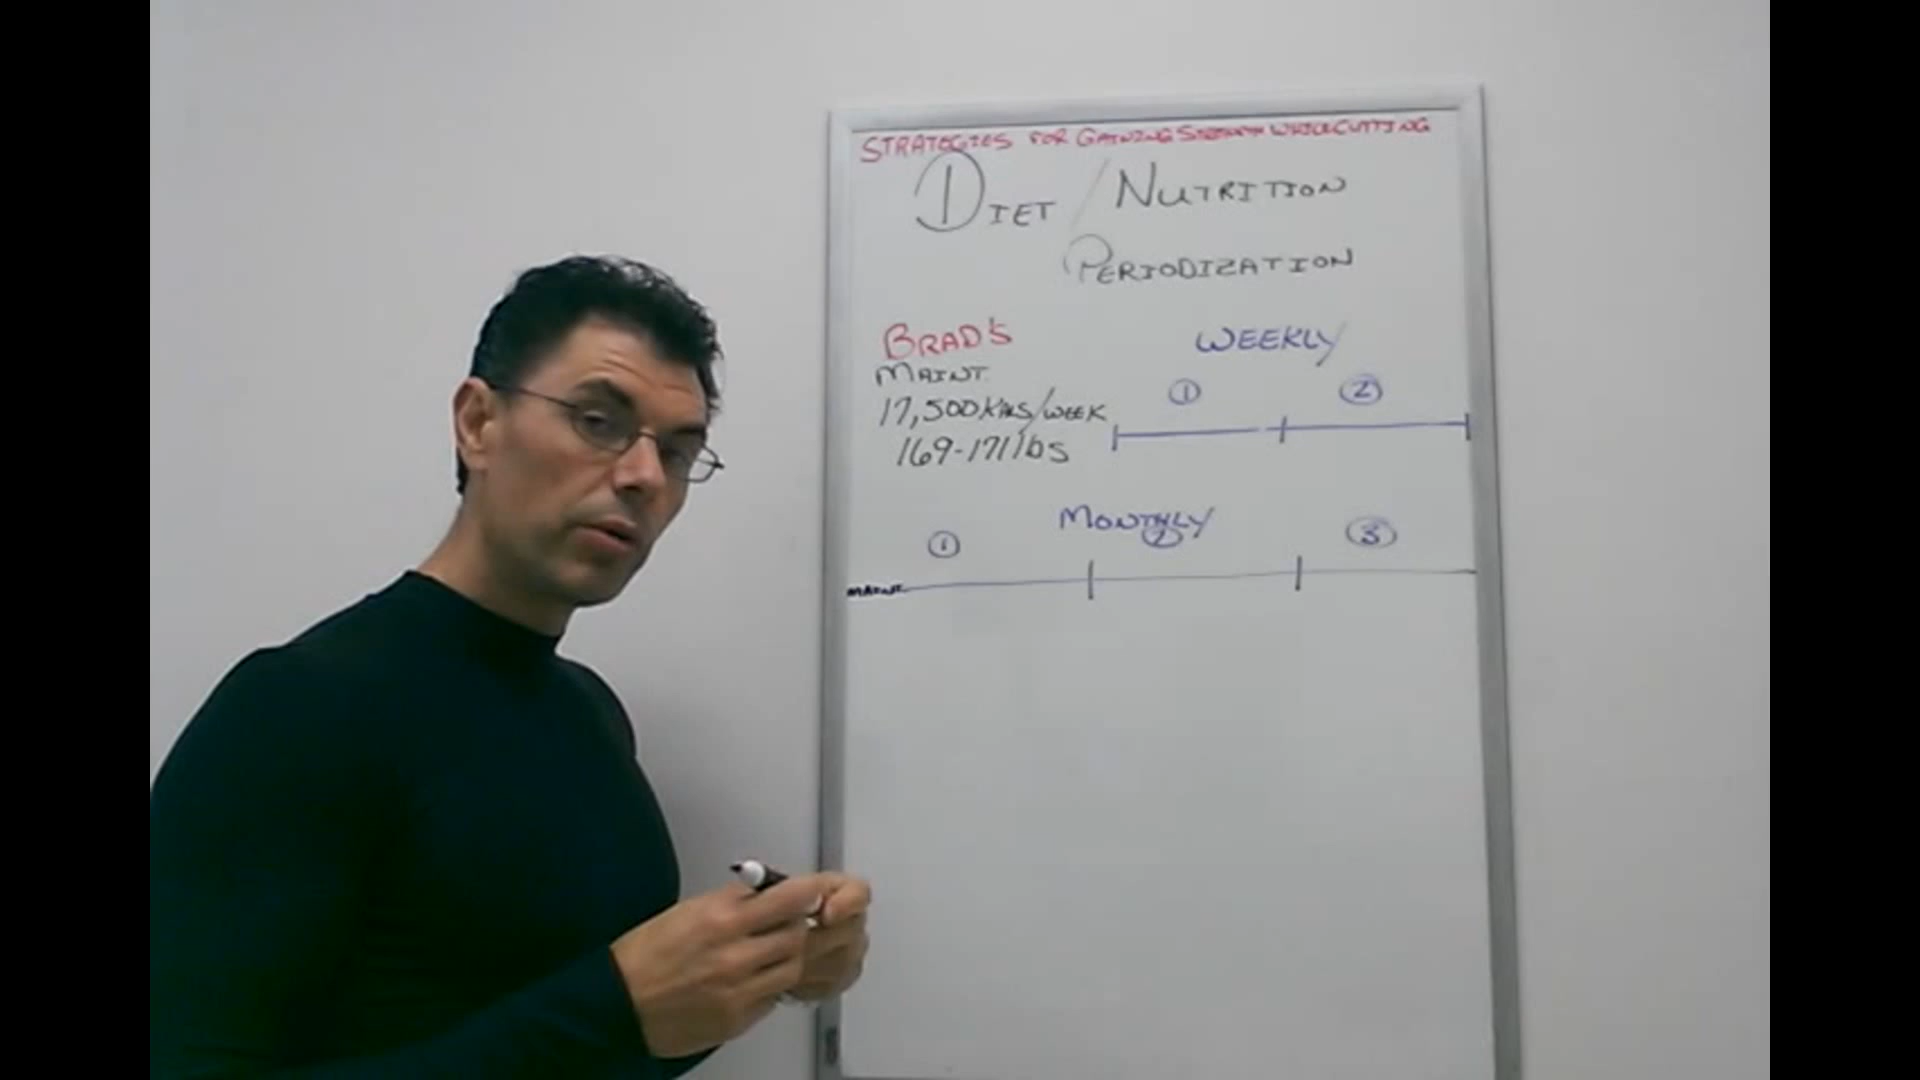 STRATEGIES FOR GAINING STRENGTH WHILE CUTTING
DIET / NUTRITION
PERIODIZATION
BRAD'S
MAINT.
17,500 KCALS/WEEK
169-171 lbs
WEEKLY
1 2
MONTHLY
1 2 3
MAINT.